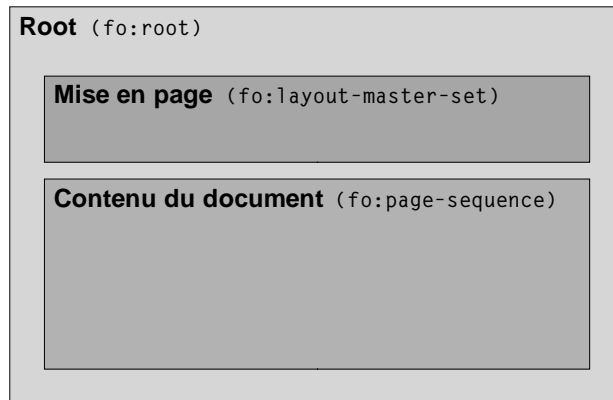 Root (fo:root)
Mise en page (fo:layout-master-set)
Contenu du document (fo:page-sequence)